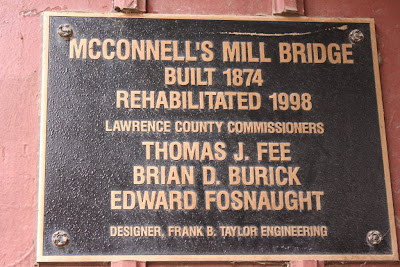 MCCONNELL'S MILL BRIDGE
BUILT 1874
REHABILITATED 1998
LAWRENCE COUNTY COMMISSIONERS
THOMAS J. FEE
BRIAN D. BURICK
EDWARD FOSNAUGHT
DESIGNER, FRANK B. TAYLOR ENGINEERING